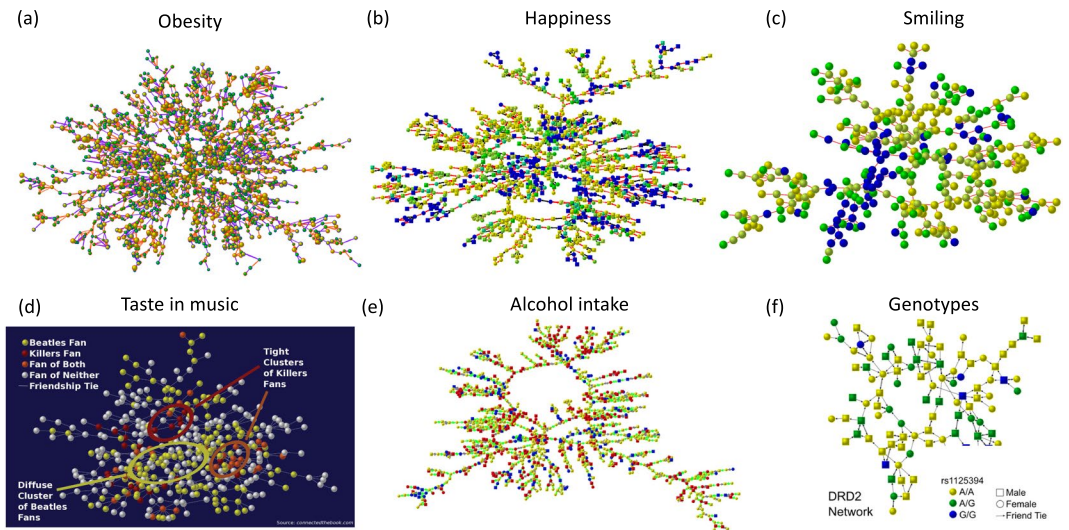 (a) Obesity
(b) Happiness
(c) Smiling
(d) Taste in music
Beatles Fan
Killers Fan
Fan of Both
Fan of Neither
Friendship Tie
Tight
Clusters
of Killers
Fans
Diffuse
Cluster
of Beatles
Fans
Source: connectedthebook.com
(e) Alcohol intake
(f) Genotypes
DRD2
Network
rs1125394
A/A
A/G
G/G
Male
Female
Friend Tie